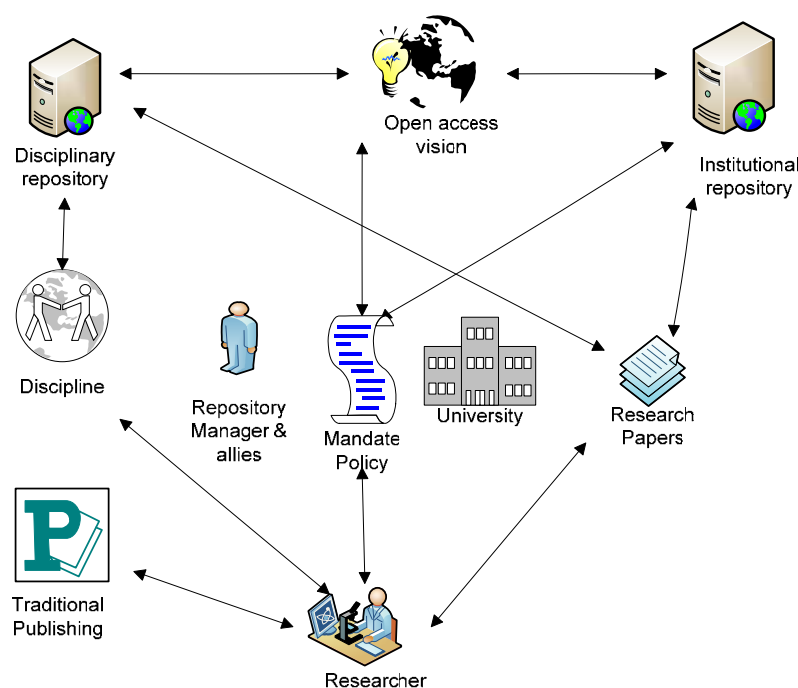 Open access
vision
Disciplinary
repository
Institutional
repository
Discipline
Repository
Manager &
allies
Mandate
Policy
University
Research
Papers
P
Traditional
Publishing
Researcher